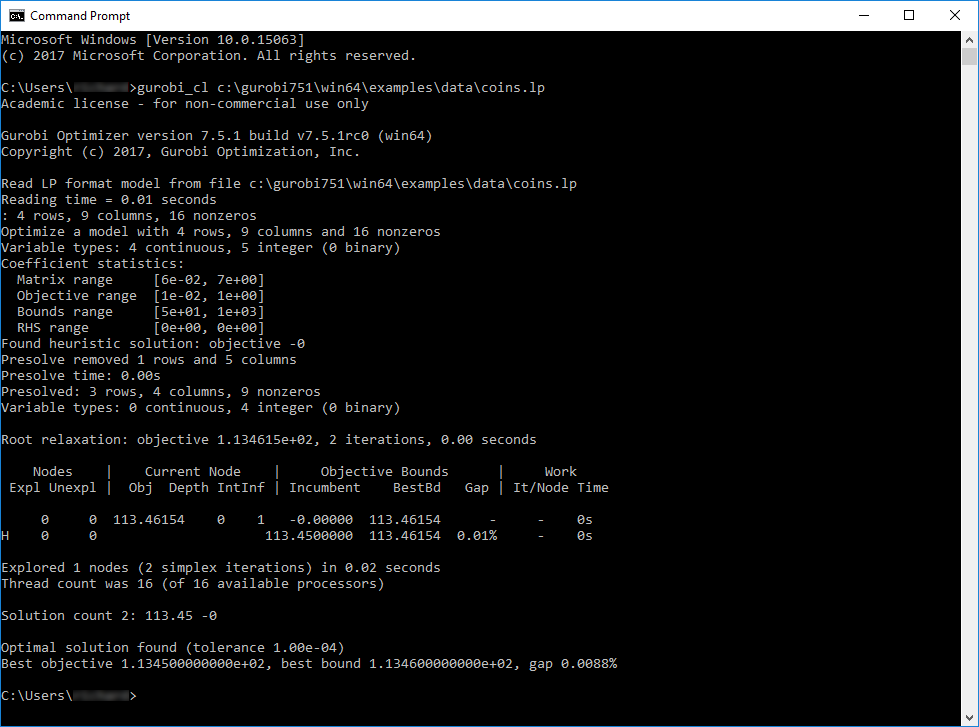 Command Prompt
Microsoft Windows [Version 10.0.15063]
(c) 2017 Microsoft Corporation. All rights reserved.
C:\Users\>gurobi_cl c:\gurobi751\win64\examples\data\coins.lp
Academic license - for non-commercial use only
Gurobi Optimizer version 7.5.1 build v7.5.1rc0 (win64)
Copyright (c) 2017, Gurobi Optimization, Inc.
Read LP format model from file c:\gurobi751\win64\examples\data\coins.lp
Reading time = 0.01 seconds
: 4 rows, 9 columns, 16 nonzeros
Optimize a model with 4 rows, 9 columns and 16 nonzeros
Variable types: 4 continuous, 5 integer (0 binary)
Coefficient statistics:
  Matrix range     [6e-02, 7e+00]
  Objective range  [1e-02, 1e+00]
  Bounds range     [5e+01, 1e+03]
  RHS range        [0e+00, 0e+00]
Found heuristic solution: objective -0
Presolve removed 1 rows and 5 columns
Presolve time: 0.00s
Presolved: 3 rows, 4 columns, 9 nonzeros
Variable types: 0 continuous, 4 integer (0 binary)
Root relaxation: objective 1.134615e+02, 2 iterations, 0.00 seconds
    Nodes    |    Current Node    |     Objective Bounds      |     Work
 Expl Unexpl |  Obj  Depth IntInf | Incumbent    BestBd   Gap | It/Node Time
     0     0  113.46154    0    1   -0.00000  113.46154      -     -    0s
H    0     0                     113.4500000  113.46154  0.01%     -    0s
Explored 1 nodes (2 simplex iterations) in 0.02 seconds
Thread count was 16 (of 16 available processors)
Solution count 2: 113.45 -0
Optimal solution found (tolerance 1.00e-04)
Best objective 1.134500000000e+02, best bound 1.134600000000e+02, gap 0.0088%
C:\Users\>